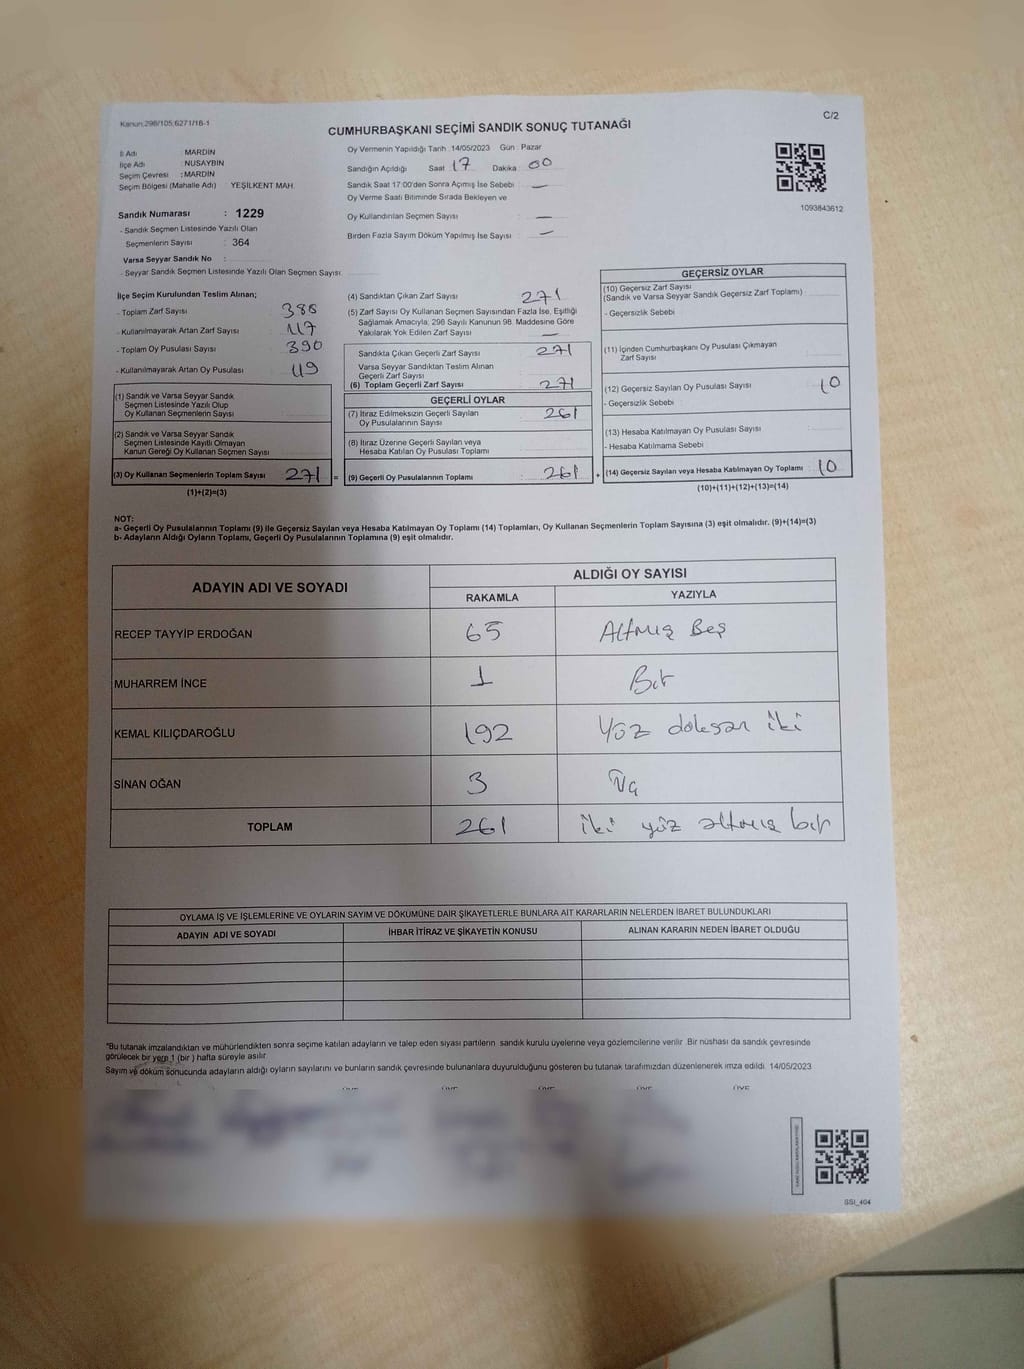 Kanun:298/105;6271/18-1
C/2
CUMHURBAŞKANI SEÇİMİ SANDIK SONUÇ TUTANAĞI
İl Adı : MARDİN
İlçe Adı : NUSAYBİN
Seçim Çevresi : MARDİN
Seçim Bölgesi (Mahalle Adı) : YEŞİLKENT MAH.
Oy Vermenin Yapıldığı Tarih :14/05/2023 Gün : Pazar
Sandığın Açıldığı Saat : 17 Dakika : 00
Sandık Saat 17:00'den Sonra Açımış İse Sebebi : —
Oy Verme Saati Bitiminde Sırada Bekleyen ve
Oy Kullandırılan Seçmen Sayısı : —
Birden Fazla Sayım Döküm Yapılmış İse Sayısı : —
1093843612
Sandık Numarası : 1229
- Sandık Seçmen Listesinde Yazılı Olan
Seçmenlerin Sayısı : 364
Varsa Seyyar Sandık No :
- Seyyar Sandık Seçmen Listesinde Yazılı Olan Seçmen Sayısı:
İlçe Seçim Kurulundan Teslim Alınan;
- Toplam Zarf Sayısı : 388
- Kullanılmayarak Artan Zarf Sayısı : 117
- Toplam Oy Pusulası Sayısı : 390
- Kullanılmayarak Artan Oy Pusulası : 119
(1) Sandık ve Varsa Seyyar Sandık
Seçmen Listesinde Yazılı Olup
Oy Kullanan Seçmenlerin Sayısı :
(2) Sandık ve Varsa Seyyar Sandık
Seçmen Listesinde Kayıtlı Olmayan
Kanun Gereği Oy Kullanan Seçmen Sayısı :
(3) Oy Kullanan Seçmenlerin Toplam Sayısı : 271 =
(1)+(2)=(3)
(4) Sandıktan Çıkan Zarf Sayısı : 271
(5) Zarf Sayısı Oy Kullanan Seçmen Sayısından Fazla İse, Eşitliği
Sağlamak Amacıyla; 298 Sayılı Kanunun 98. Maddesine Göre
Yakılarak Yok Edilen Zarf Sayısı : —
Sandıkta Çıkan Geçerli Zarf Sayısı : 271
Varsa Seyyar Sandıktan Teslim Alınan
Geçerli Zarf Sayısı :
(6) Toplam Geçerli Zarf Sayısı : 271
GEÇERLİ OYLAR
(7) İtiraz Edilmeksizin Geçerli Sayılan : 261
Oy Pusulalarının Sayısı
(8) İtiraz Üzerine Geçerli Sayılan veya
Hesaba Katılan Oy Pusulası Toplamı :
(9) Geçerli Oy Pusulalarının Toplamı : 261 +
GEÇERSİZ OYLAR
(10) Geçersiz Zarf Sayısı
(Sandık ve Varsa Seyyar Sandık Geçersiz Zarf Toplamı) :
- Geçersizlik Sebebi :
(11) İçinden Cumhurbaşkanı Oy Pusulası Çıkmayan
Zarf Sayısı :
(12) Geçersiz Sayılan Oy Pusulası Sayısı : 10
- Geçersizlik Sebebi :
(13) Hesaba Katılmayan Oy Pusulası Sayısı :
- Hesaba Katılmama Sebebi :
(14) Geçersiz Sayılan veya Hesaba Katılmayan Oy Toplamı : 10
(10)+(11)+(12)+(13)=(14)
NOT:
a- Geçerli Oy Pusulalarının Toplamı (9) ile Geçersiz Sayılan veya Hesaba Katılmayan Oy Toplamı (14) Toplamları, Oy Kullanan Seçmenlerin Toplam Sayısına (3) eşit olmalıdır. (9)+(14)=(3)
b- Adayların Aldığı Oyların Toplamı, Geçerli Oy Pusulalarının Toplamına (9) eşit olmalıdır.
ADAYIN ADI VE SOYADI
ALDIĞI OY SAYISI
RAKAMLA YAZIYLA
RECEP TAYYİP ERDOĞAN 65 Altmış Beş
MUHARREM İNCE 1 Bir
KEMAL KILIÇDAROĞLU 192 Yüz doksan iki
SİNAN OĞAN 3 Üç
TOPLAM 261 iki yüz altmış bir
OYLAMA İŞ VE İŞLEMLERİNE VE OYLARIN SAYIM VE DÖKÜMÜNE DAİR ŞİKAYETLERLE BUNLARA AİT KARARLARIN NELERDEN İBARET BULUNDUKLARI
ADAYIN ADI VE SOYADI İHBAR İTİRAZ VE ŞİKAYETİN KONUSU ALINAN KARARIN NEDEN İBARET OLDUĞU
*Bu tutanak imzalandıktan ve mühürlendikten sonra seçime katılan adayların ve talep eden siyasi partilerin sandık kurulu üyelerine veya gözlemcilerine verilir. Bir nüshası da sandık çevresinde
görülecek bir yere 1 (bir ) hafta süreyle asılır.
Sayım ve döküm sonucunda adayların aldığı oyların sayılarını ve bunların sandık çevresinde bulunanlara duyurulduğunu gösteren bu tutanak tarafımızdan düzenlenerek imza edildi. 14/05/2023
ÜYE ÜYE ÜYE ÜYE ÜYE
SSI_404